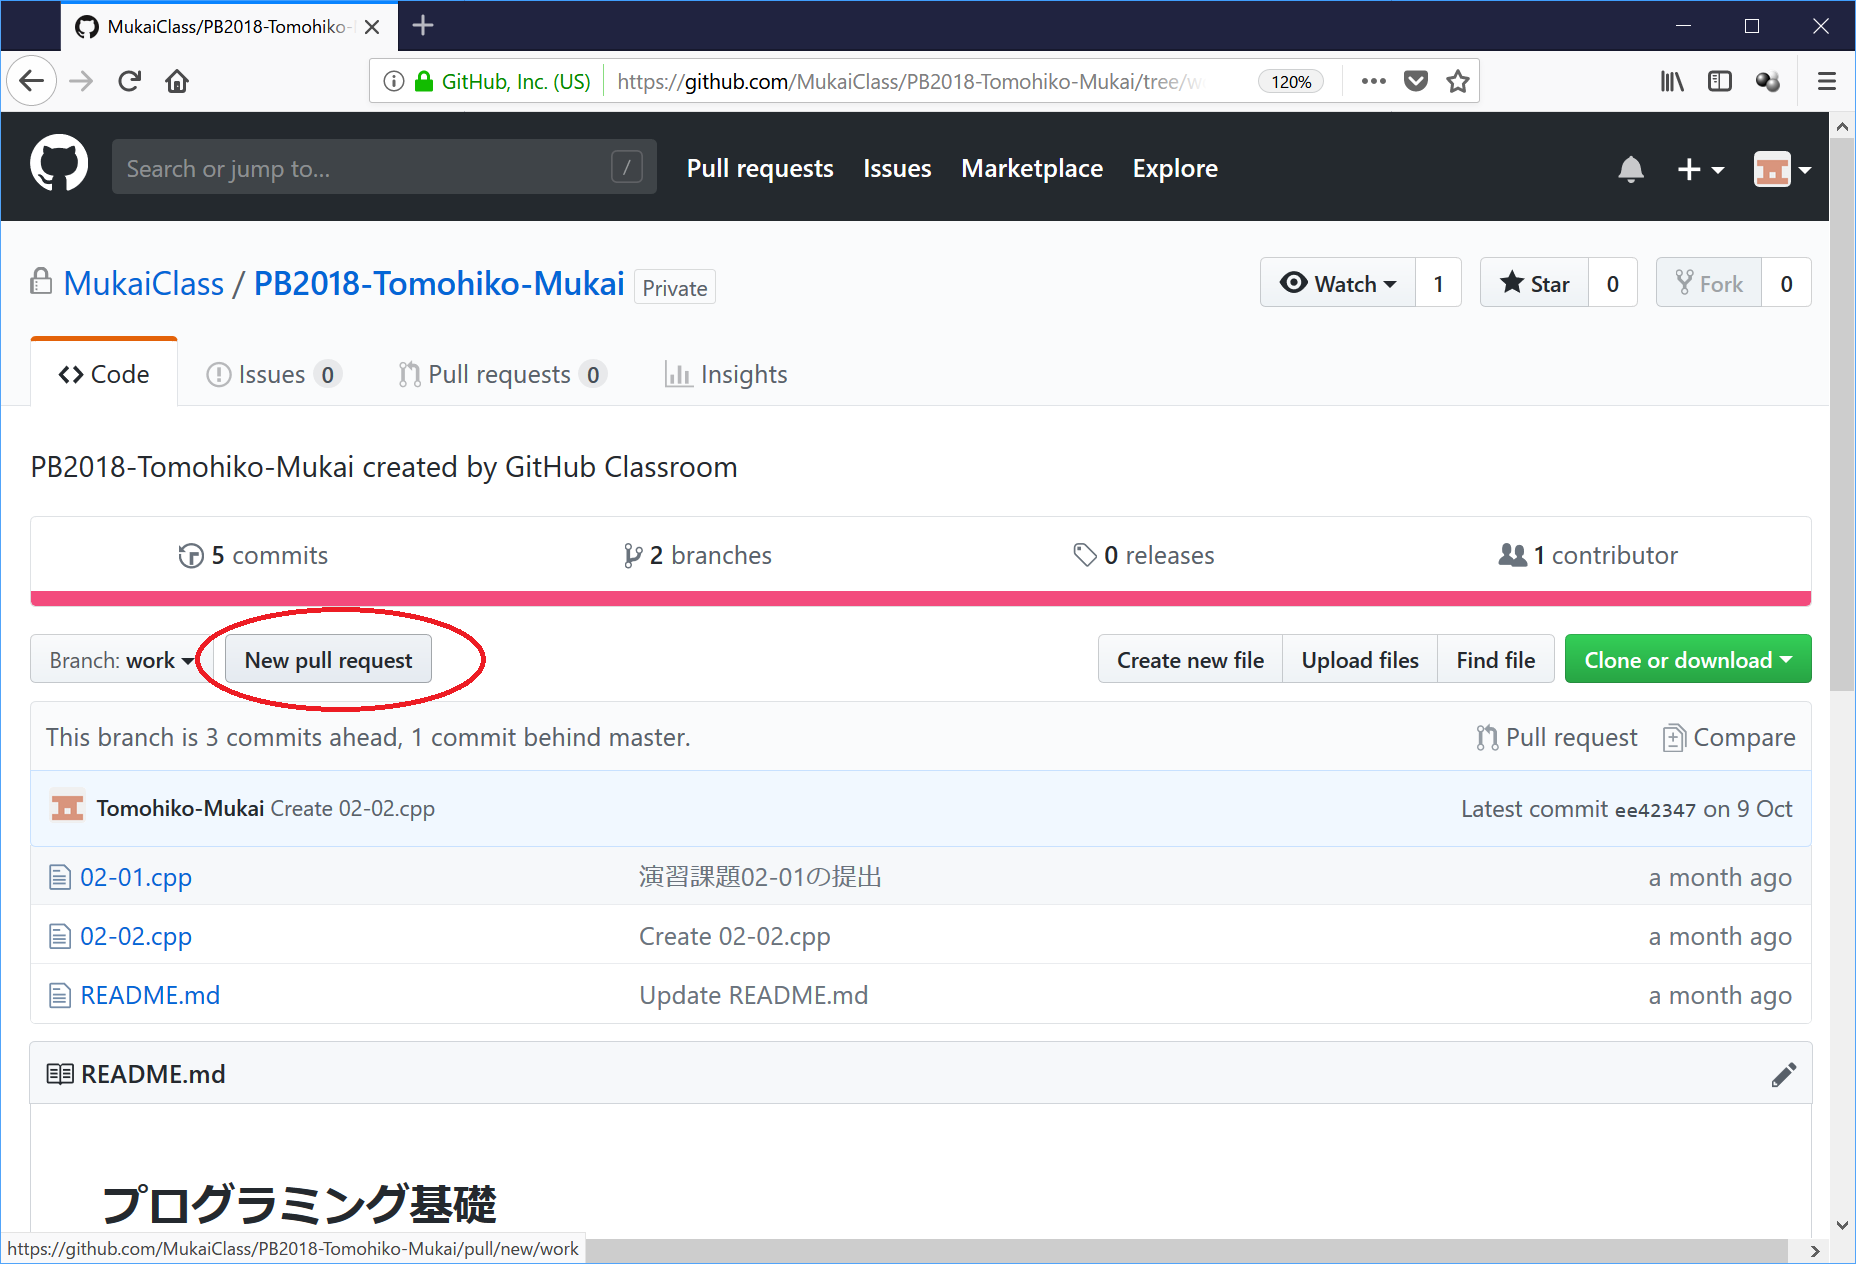 MukaiClass/PB2018-Tomohiko-
GitHub, Inc. (US) https://github.com/MukaiClass/PB2018-Tomohiko-Mukai/tree/w 120%
Search or jump to... / Pull requests Issues Marketplace Explore
MukaiClass / PB2018-Tomohiko-Mukai Private Watch 1 Star 0 Fork 0
Code Issues 0 Pull requests 0 Insights
PB2018-Tomohiko-Mukai created by GitHub Classroom
5 commits 2 branches 0 releases 1 contributor
Branch: work New pull request Create new file Upload files Find file Clone or download
This branch is 3 commits ahead, 1 commit behind master. Pull request Compare
Tomohiko-Mukai Create 02-02.cpp Latest commit ee42347 on 9 Oct
02-01.cpp 演習課題02-01の提出 a month ago
02-02.cpp Create 02-02.cpp a month ago
README.md Update README.md a month ago
README.md
プログラミング基礎
https://github.com/MukaiClass/PB2018-Tomohiko-Mukai/pull/new/work